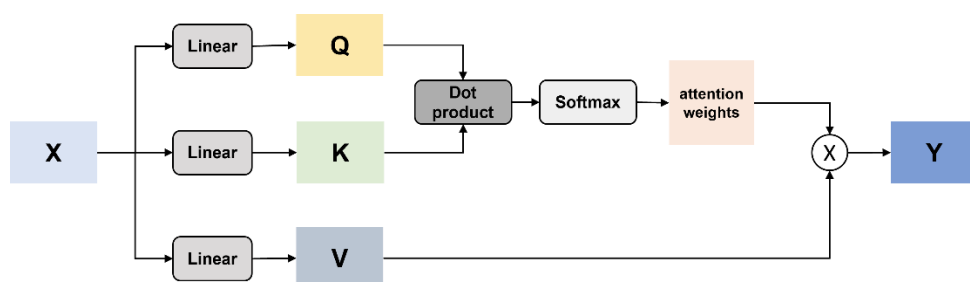 Linear
Q
Dot
product
Softmax
attention
weights
X
Linear
K
X
Y
Linear
V